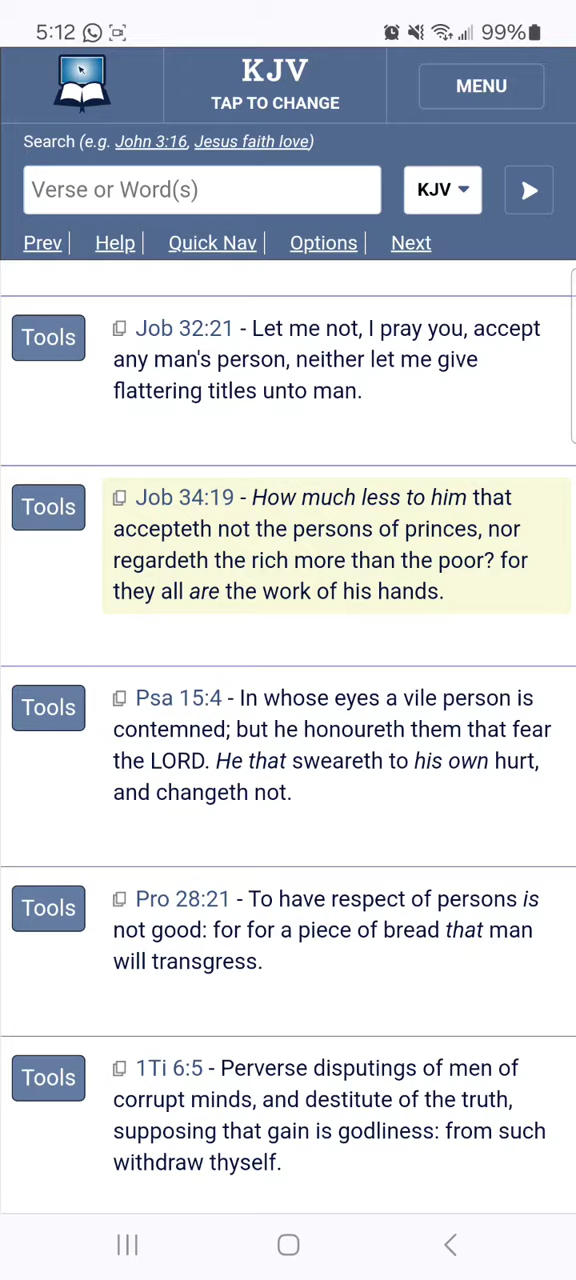 5:12 99%
KJV
TAP TO CHANGE
MENU
Search (e.g. John 3:16, Jesus faith love)
Verse or Word(s) KJV
Prev | Help | Quick Nav | Options | Next
Tools
Job 32:21 - Let me not, I pray you, accept
any man's person, neither let me give
flattering titles unto man.
Tools
Job 34:19 - How much less to him that
accepteth not the persons of princes, nor
regardeth the rich more than the poor? for
they all are the work of his hands.
Tools
Psa 15:4 - In whose eyes a vile person is
contemned; but he honoureth them that fear
the LORD. He that sweareth to his own hurt,
and changeth not.
Tools
Pro 28:21 - To have respect of persons is
not good: for for a piece of bread that man
will transgress.
Tools
1Ti 6:5 - Perverse disputings of men of
corrupt minds, and destitute of the truth,
supposing that gain is godliness: from such
withdraw thyself.